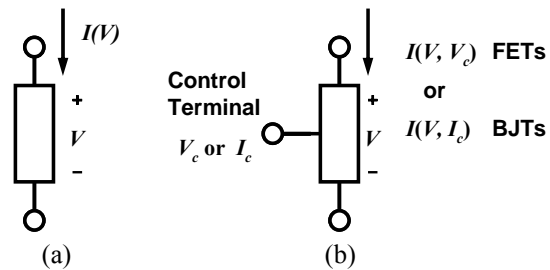 I(V)
+
V
−
(a)
Control
Terminal
V_c or I_c
+
V
−
I(V, V_c) FETs
or
I(V, I_c) BJTs
(b)